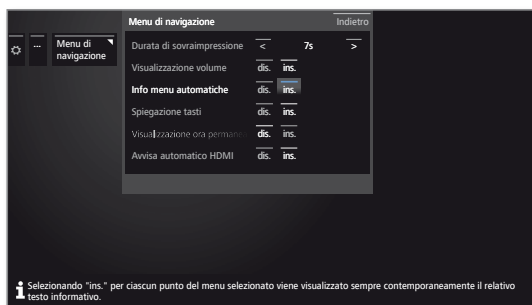 Menu di navigazione Indietro
... Menu di navigazione
Durata di sovraimpressione < 7s >
Visualizzazione volume dis. ins.
Info menu automatiche dis. ins.
Spiegazione tasti dis. ins.
Visualizzazione ora permanen dis. ins.
Avvisa automatico HDMI dis. ins.
Selezionando "ins." per ciascun punto del menu selezionato viene visualizzato sempre contemporaneamente il relativo
testo informativo.